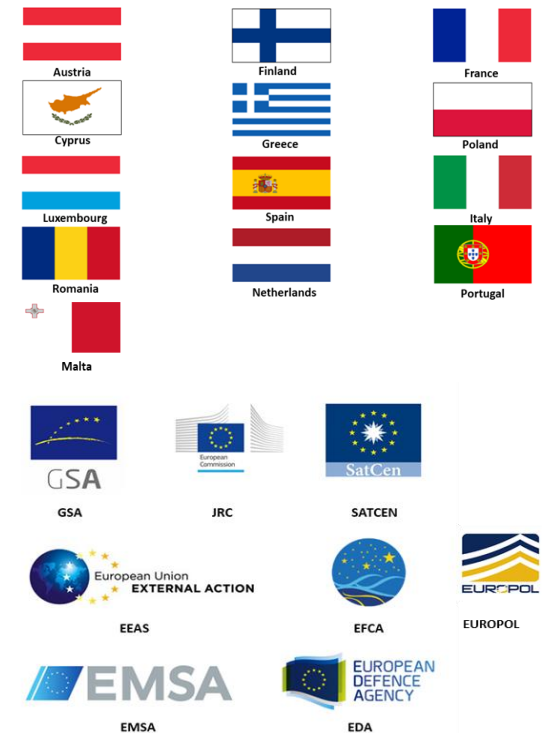 Austria
Finland
France
Cyprus
Greece
Poland
Luxembourg
Spain
Italy
Romania
Netherlands
Portugal
Malta
GSA
European
Commission
SatCen
GSA
JRC
SATCEN
European Union
EXTERNAL ACTION
EUROPOL
EEAS
EFCA
EUROPOL
EMSA
EUROPEAN
DEFENCE
AGENCY
EMSA
EDA